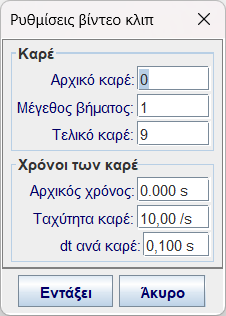 Ρυθμίσεις βίντεο κλιπ
Καρέ
Αρχικό καρέ: 0
Μέγεθος βήματος: 1
Τελικό καρέ: 9
Χρόνοι των καρέ
Αρχικός χρόνος: 0.000 s
Ταχύτητα καρέ: 10,00 /s
dt ανά καρέ: 0,100 s
Εντάξει Άκυρο